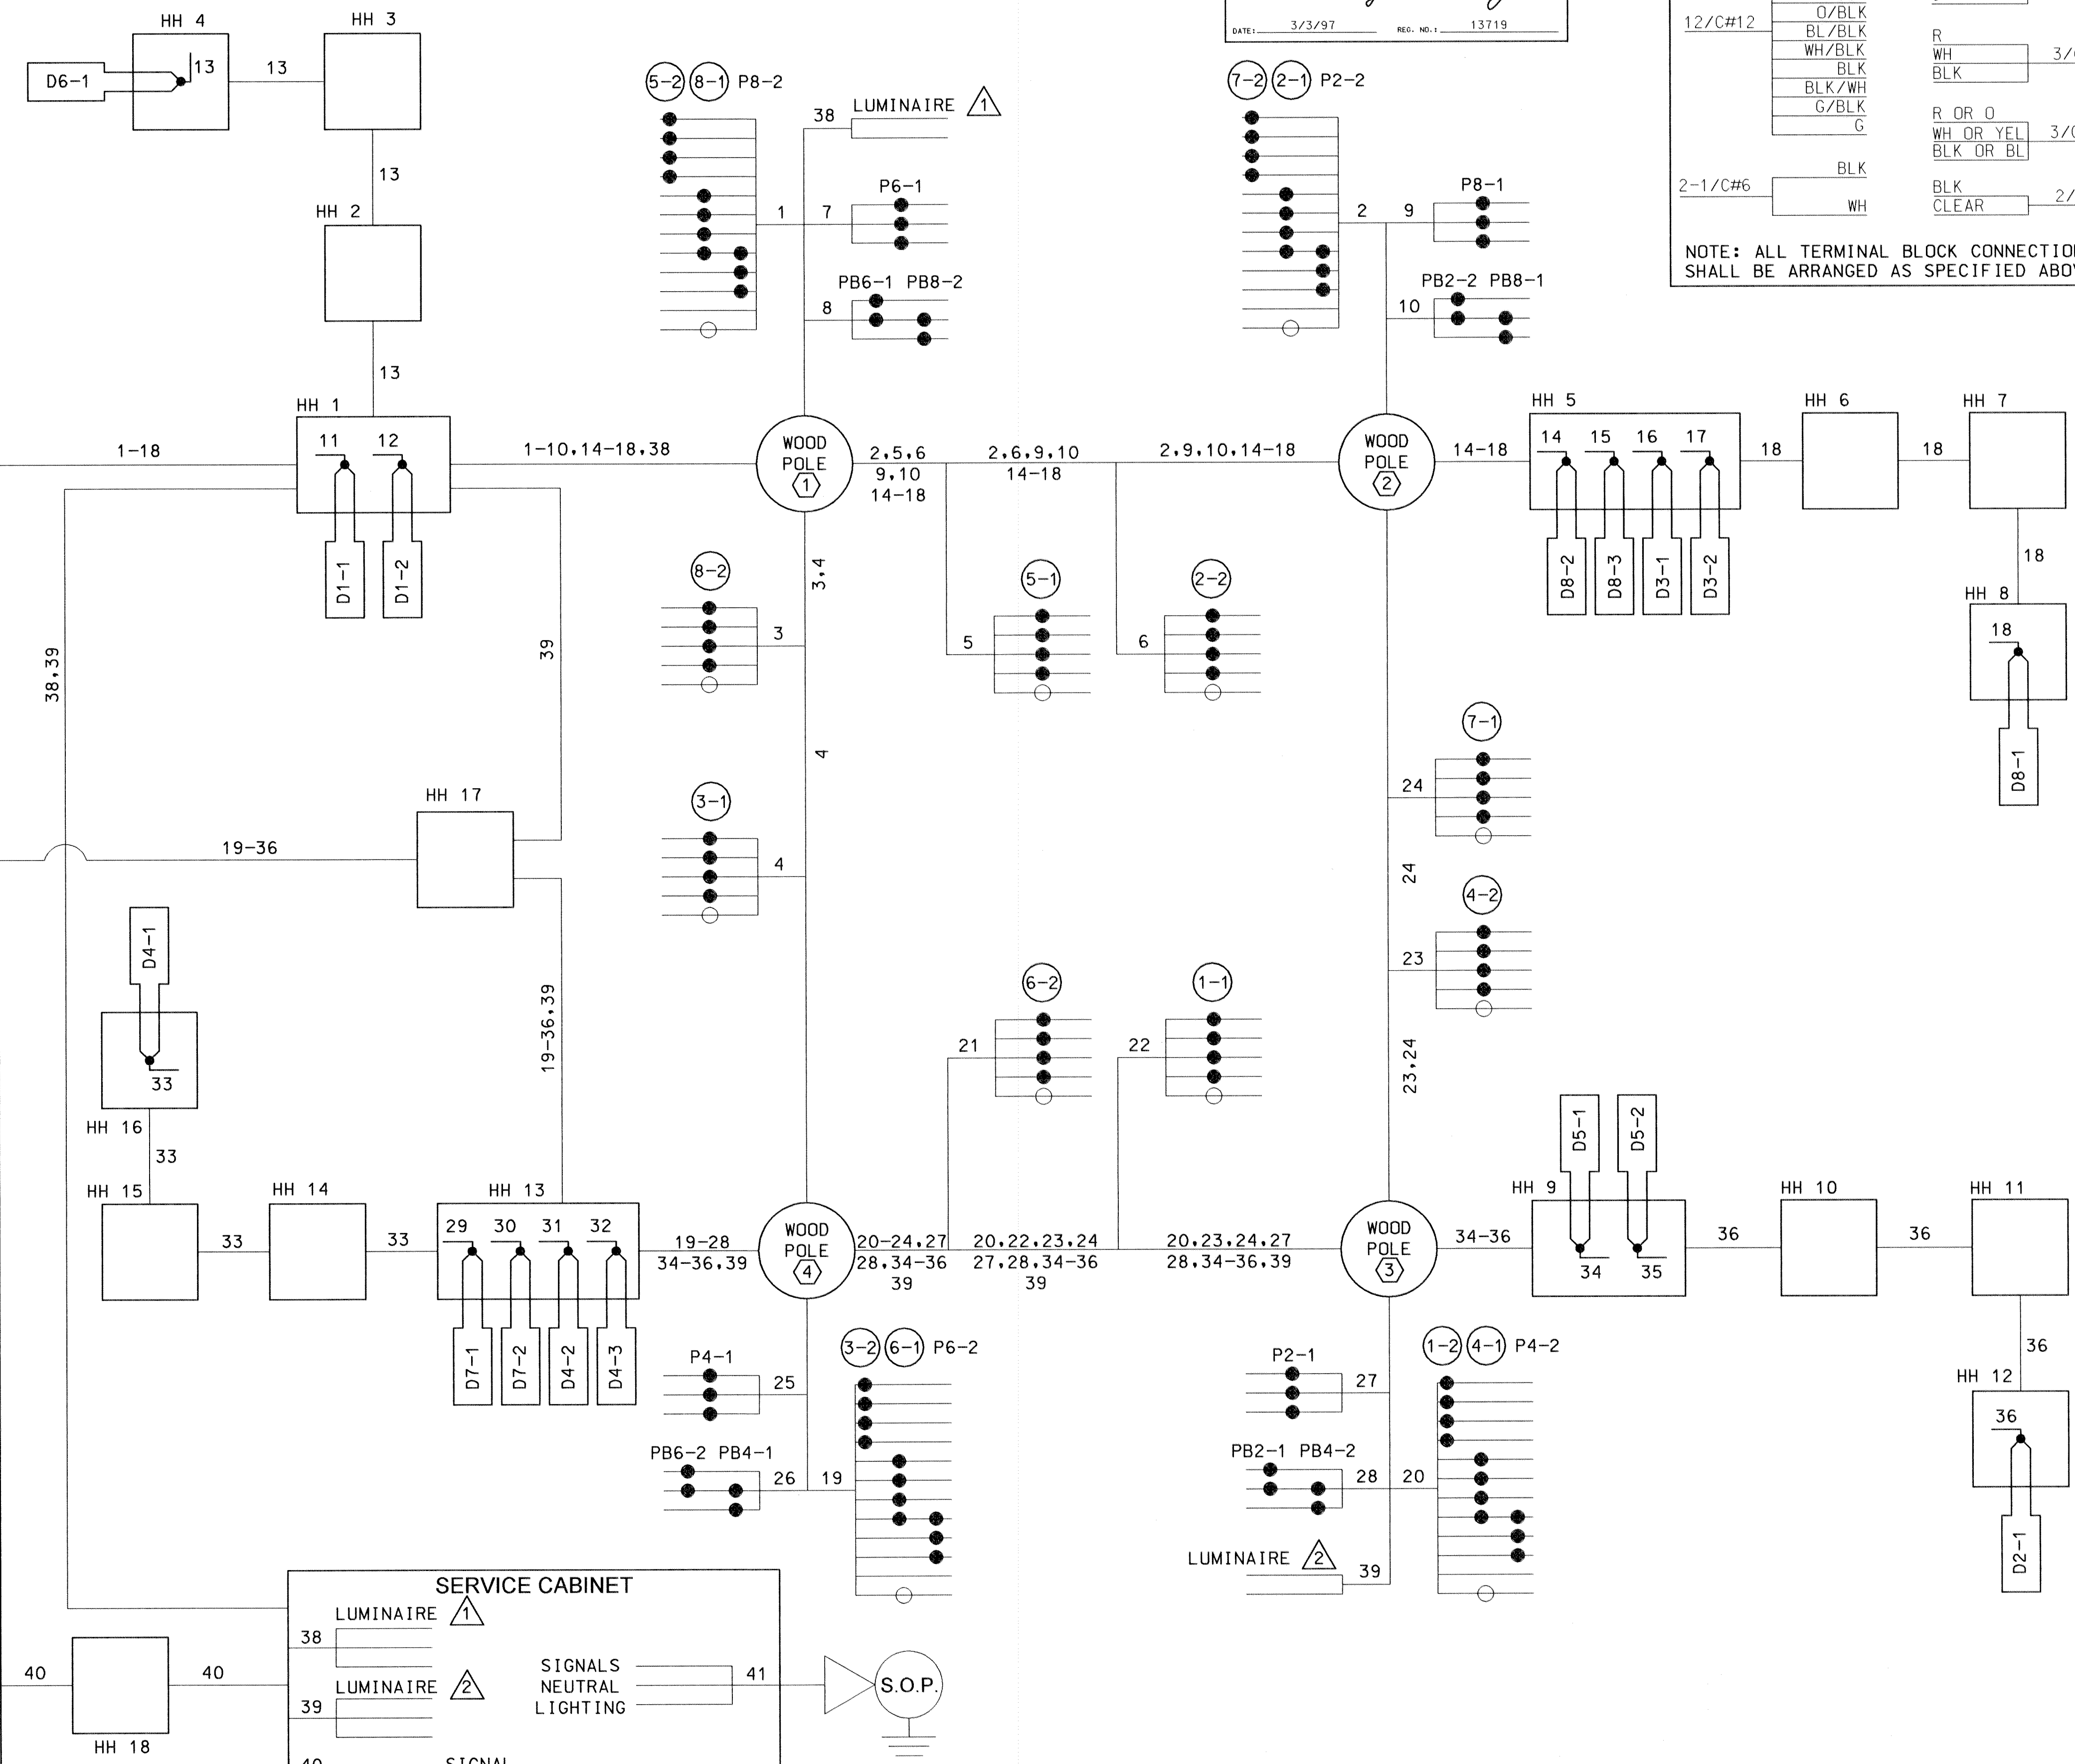 HH 4
HH 3
D6-1
13
13
13
HH 2
13
5-2 8-1 P8-2
38 LUMINAIRE 1
P6-1
1 7
PB6-1 PB8-2
8
DATE: 3/3/97 REG. NO.: 13719
7-2 2-1 P2-2
P8-1
2 9
PB2-2 PB8-1
10
12/C#12
O/BLK
BL/BLK
WH/BLK
BLK
BLK/WH
G/BLK
G
2-1/C#6
BLK
WH
R
WH
BLK
R OR O
WH OR YEL
BLK OR BL
BLK
CLEAR
NOTE: ALL TERMINAL BLOCK
SHALL BE ARRANGED AS SPECIFIED
HH 1
1-18
11 12
D1-1 D1-2
1-10,14-18,38
WOOD
POLE
1
2,5,6
9,10
14-18
2,6,9,10
14-18
2,9,10,14-18
WOOD
POLE
2
14-18
HH 5
14 15 16 17
D8-2 D8-3 D3-1 D3-2
18
HH 6
18
HH 7
18
HH 8
18
D8-1
38,39
39
3,4
8-2
3
4
3-1
4
5-1
5
2-2
6
7-1
24
24
4-2
23
23,24
HH 17
19-36
19-36,39
D4-1
33
HH 16
33
HH 15
33
HH 14
33
HH 13
29 30 31 32
D7-1 D7-2 D4-2 D4-3
19-28
34-36,39
WOOD
POLE
4
6-2
21
1-1
22
20-24,27
28,34-36
39
20,22,23,24
27,28,34-36
39
20,23,24,27
28,34-36,39
WOOD
POLE
3
34-36
D5-1 D5-2
HH 9
34 35
36
HH 10
36
HH 11
36
HH 12
36
D2-1
P4-1
25
PB6-2 PB4-1
26 19
3-2 6-1 P6-2
P2-1
27
PB2-1 PB4-2
28 20
1-2 4-1 P4-2
LUMINAIRE 2
39
SERVICE CABINET
LUMINAIRE 1
38
LUMINAIRE 2
39
SIGNALS
NEUTRAL
LIGHTING
41
S.O.P.
40 40
HH 18